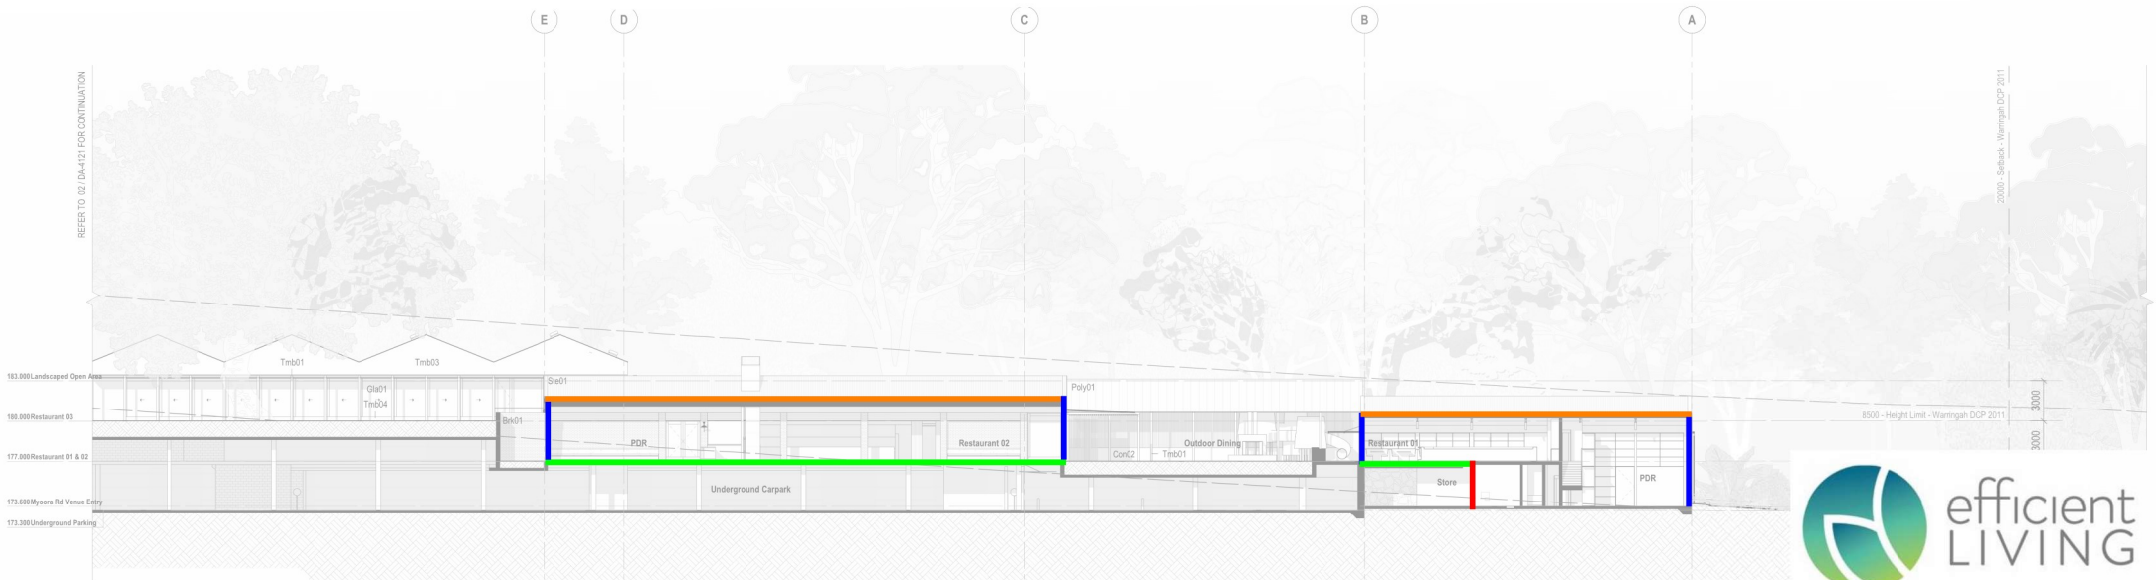 E
D
C
B
A
REFER TO 02 / DA-4121 FOR CONTINUATION
20000 - Setback - Warringah DCP 2011
Tmb01
Tmb03
183.000 Landscaped Open Area
Gla01
Tmb04
Se01
Poly01
3000
180.000 Restaurant 03
Brk01
8500 - Height Limit - Warringah DCP 2011
PDR
Restaurant 02
Outdoor Dining
Restaurant 01
3000
Con02
Tmb01
177.000 Restaurant 01 & 02
Underground Carpark
Store
PDR
173.600 Myoora Rd Venue Entry
173.300 Underground Parking
efficient
LIVING